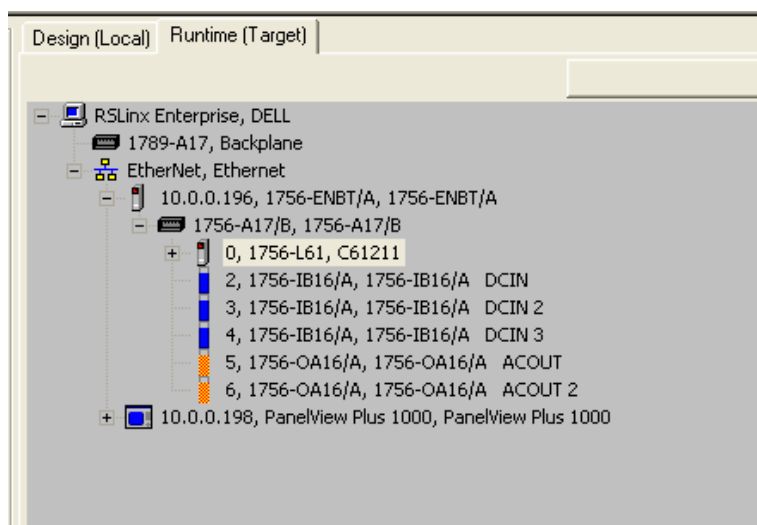 Design (Local) Runtime (Target)
RSLinx Enterprise, DELL
1789-A17, Backplane
EtherNet, Ethernet
10.0.0.196, 1756-ENBT/A, 1756-ENBT/A
1756-A17/B, 1756-A17/B
0, 1756-L61, C61211
2, 1756-IB16/A, 1756-IB16/A DCIN
3, 1756-IB16/A, 1756-IB16/A DCIN 2
4, 1756-IB16/A, 1756-IB16/A DCIN 3
5, 1756-OA16/A, 1756-OA16/A ACOUT
6, 1756-OA16/A, 1756-OA16/A ACOUT 2
10.0.0.198, PanelView Plus 1000, PanelView Plus 1000